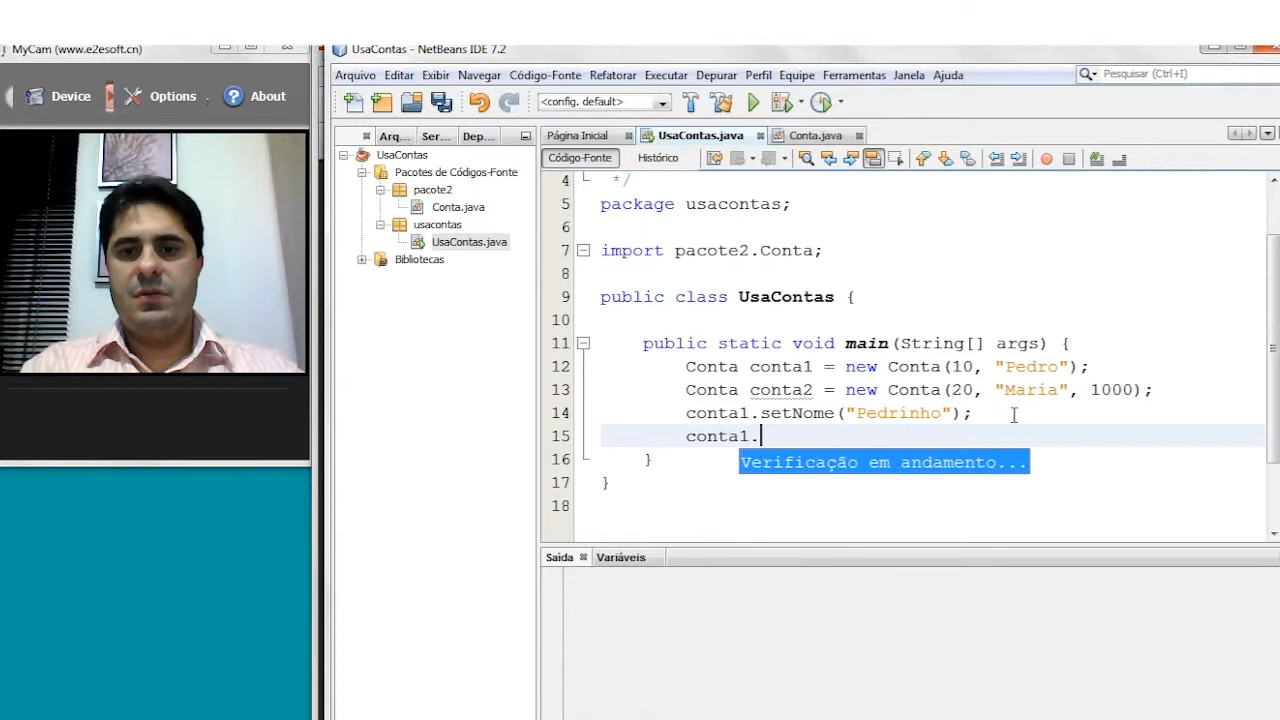 MyCam (www.e2esoft.cn)
Device
Options
About
UsaContas - NetBeans IDE 7.2
Arquivo Editar Exibir Navegar Código-Fonte Refatorar Executar Depurar Perfil Equipe Ferramentas Janela Ajuda
Pesquisar (Ctrl+I)
<config. default>
Arq... Ser... Dep...
Página Inicial UsaContas.java Conta.java
Código-Fonte Histórico
UsaContas
Pacotes de Códigos-Fonte
pacote2
Conta.java
usacontas
UsaContas.java
Bibliotecas
4 */
5 package usacontas;
6
7 import pacote2.Conta;
8
9 public class UsaContas {
10
11 public static void main(String[] args) {
12 Conta conta1 = new Conta(10, "Pedro");
13 Conta conta2 = new Conta(20, "Maria", 1000);
14 conta1.setNome("Pedrinho");
15 conta1.
16 }
Verificação em andamento...
17 }
18
Saída Variáveis